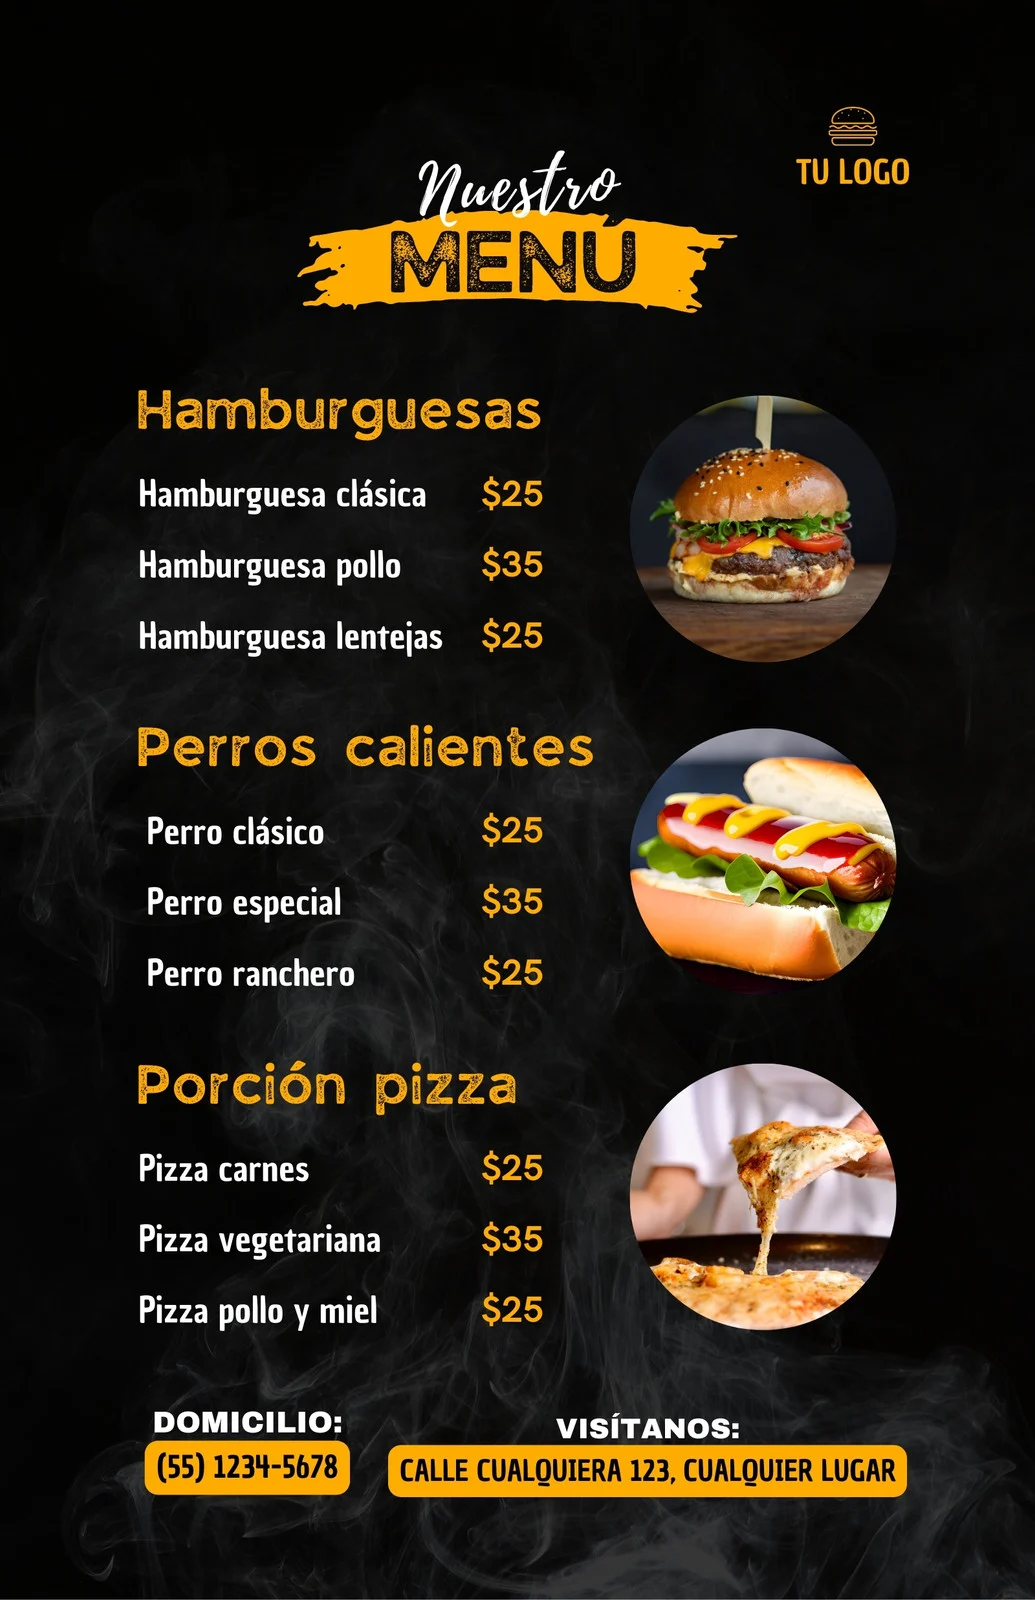 TU LOGO
Nuestro
MENÚ
Hamburguesas
Hamburguesa clásica $25
Hamburguesa pollo $35
Hamburguesa lentejas $25
Perros calientes
Perro clásico $25
Perro especial $35
Perro ranchero $25
Porción pizza
Pizza carnes $25
Pizza vegetariana $35
Pizza pollo y miel $25
DOMICILIO:
(55) 1234-5678
VISÍTANOS:
CALLE CUALQUIERA 123, CUALQUIER LUGAR